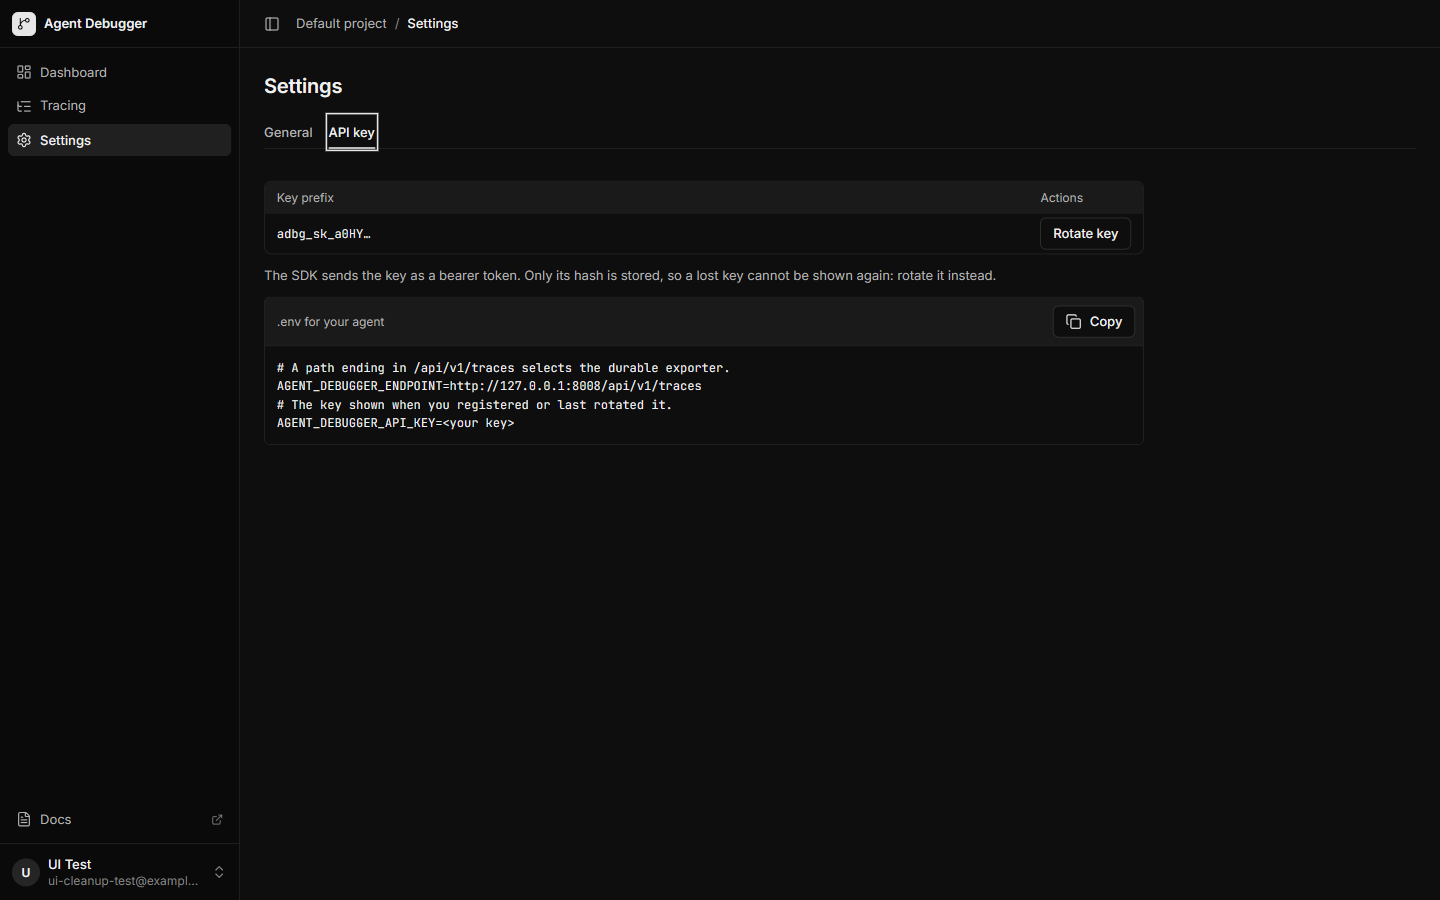 Agent Debugger
Default project / Settings
Dashboard
Tracing
Settings
Settings
General
API key
Key prefix
Actions
adbg_sk_a0HY…
Rotate key
The SDK sends the key as a bearer token. Only its hash is stored, so a lost key cannot be shown again: rotate it instead.
.env for your agent
Copy
# A path ending in /api/v1/traces selects the durable exporter.
AGENT_DEBUGGER_ENDPOINT=http://127.0.0.1:8008/api/v1/traces
# The key shown when you registered or last rotated it.
AGENT_DEBUGGER_API_KEY=<your key>
Docs
U
UI Test
ui-cleanup-test@exampl...